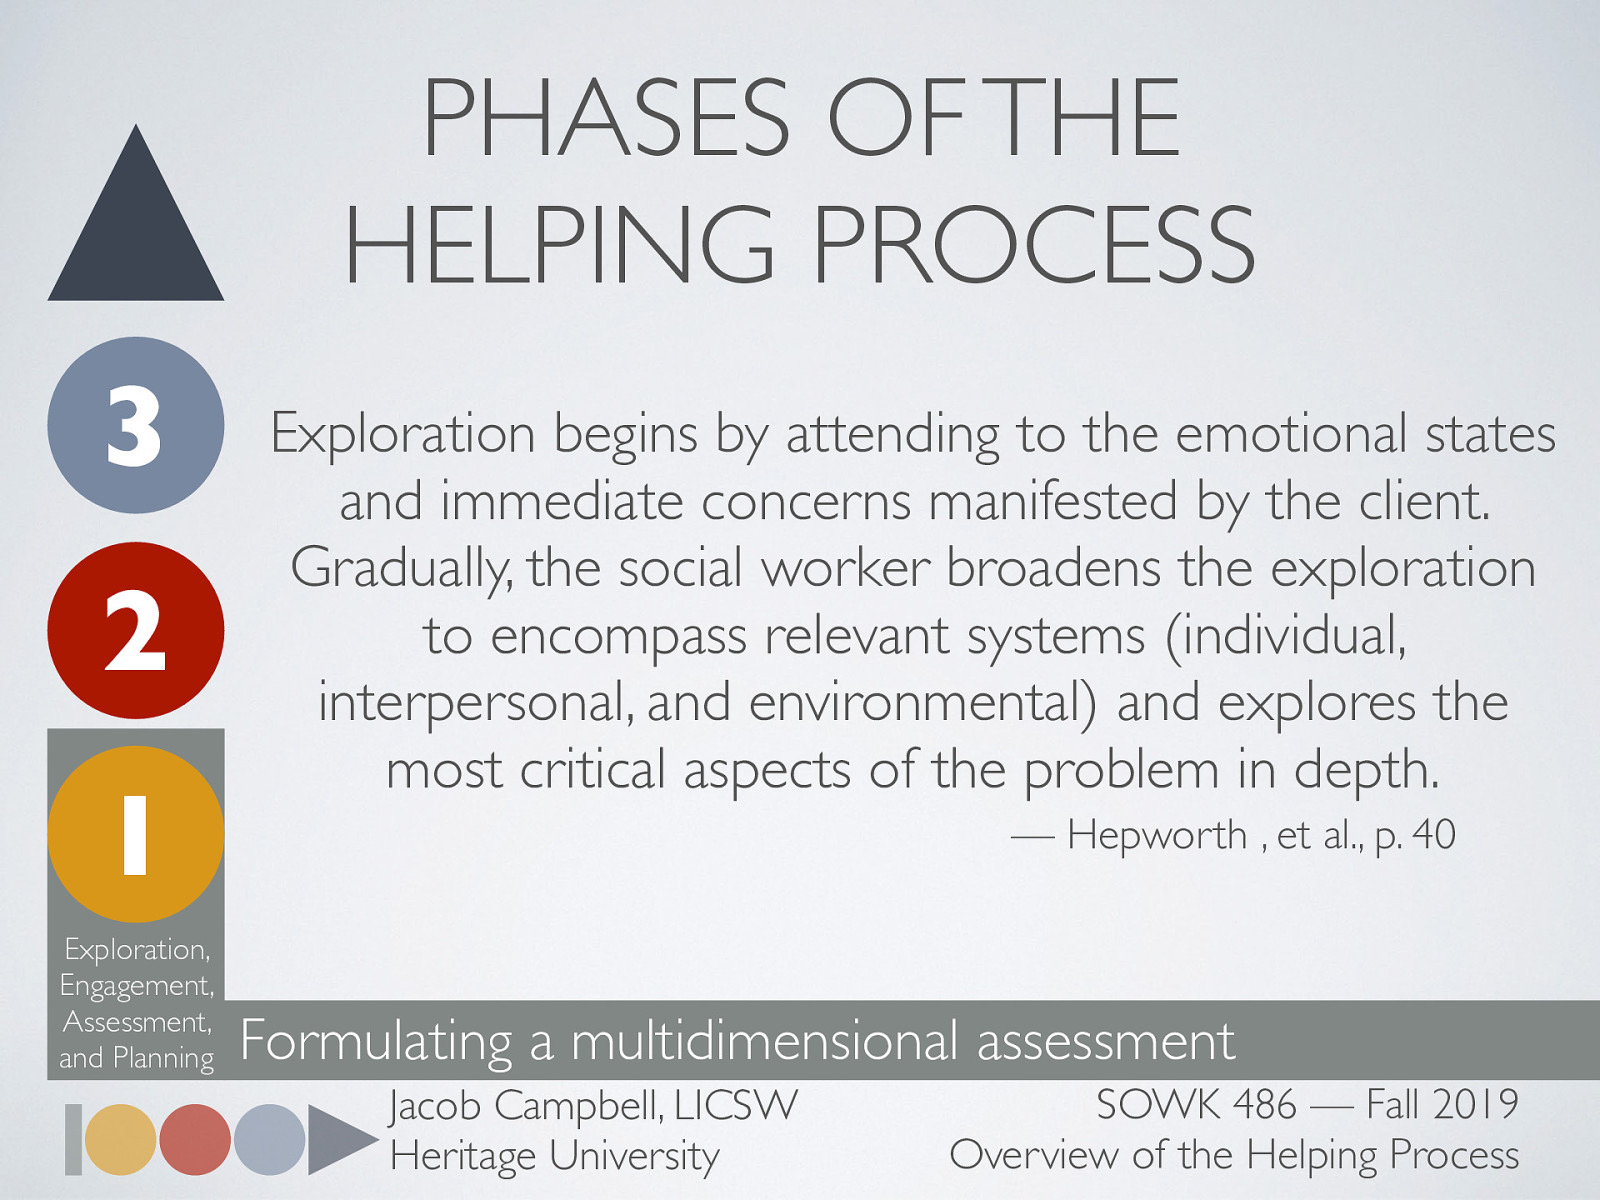 PHASES OF THE
HELPING PROCESS
3
2
1
Exploration begins by attending to the emotional states
and immediate concerns manifested by the client.
Gradually, the social worker broadens the exploration
to encompass relevant systems (individual,
interpersonal, and environmental) and explores the
most critical aspects of the problem in depth.
— Hepworth , et al., p. 40
Exploration,
Engagement,
Assessment,
and Planning
Formulating a multidimensional assessment
Jacob Campbell, LICSW
Heritage University
SOWK 486 — Fall 2019
Overview of the Helping Process